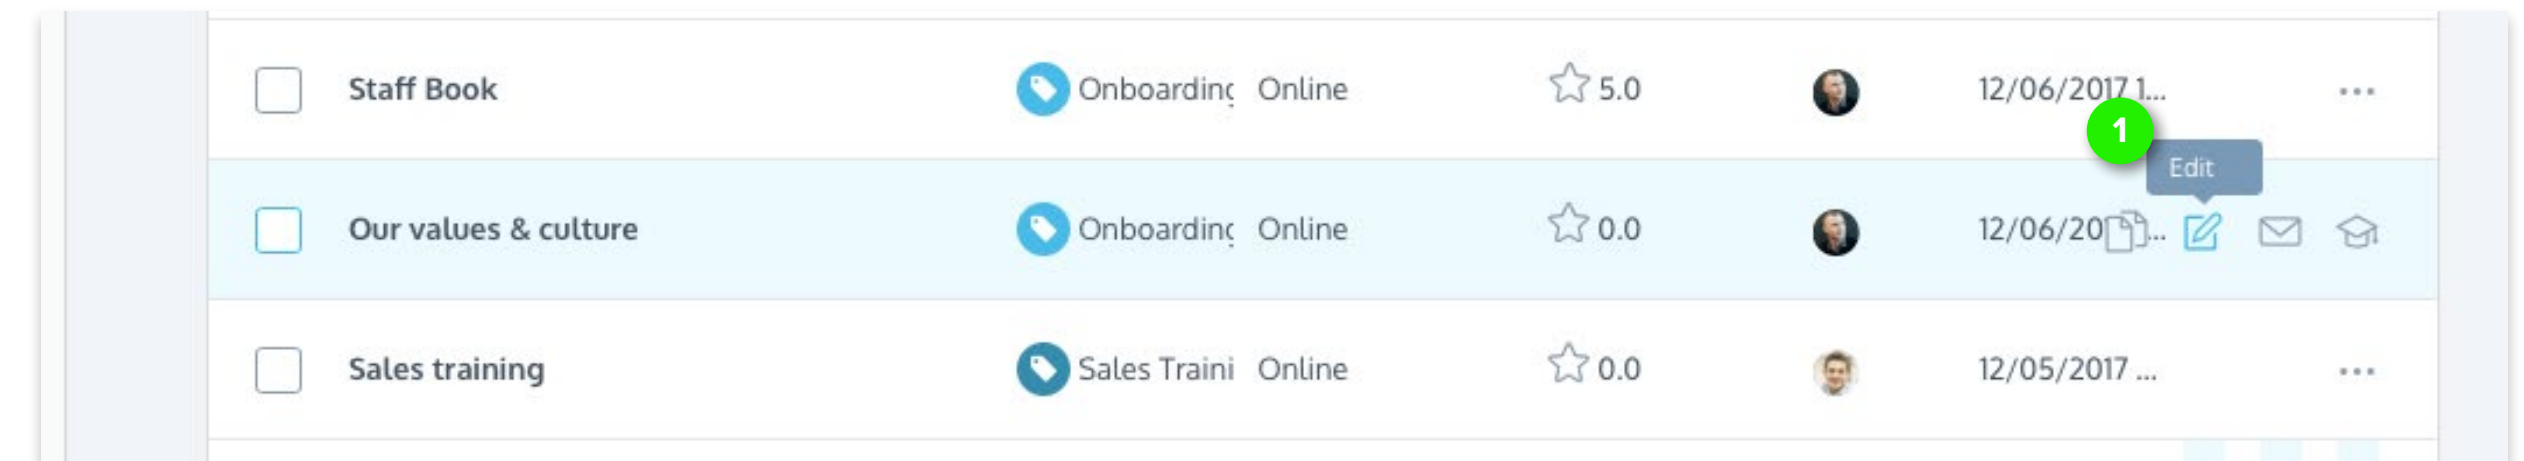 Staff Book Onboarding Online 5.0 12/06/2017 1...
1
Edit
Our values & culture Onboarding Online 0.0 12/06/20 ...
Sales training Sales Traini Online 0.0 12/05/2017 ...